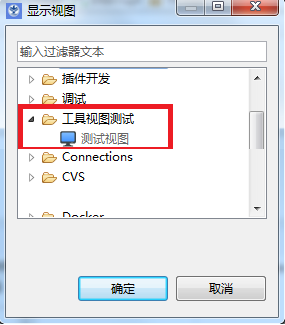 显示视图
输入过滤器文本
插件开发
调试
工具视图测试
测试视图
Connections
CVS
Docker
确定
取消